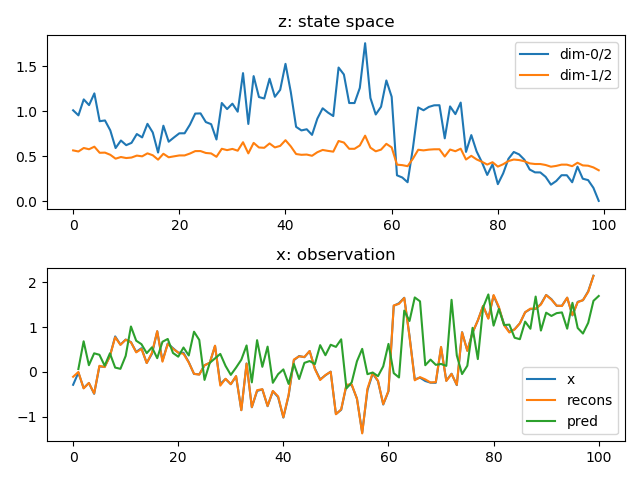 z: state space
1.5
1.0
0.5
0.0
dim-0/2
dim-1/2
0 20 40 60 80 100
x: observation
2
1
0
−1
x
recons
pred
0 20 40 60 80 100